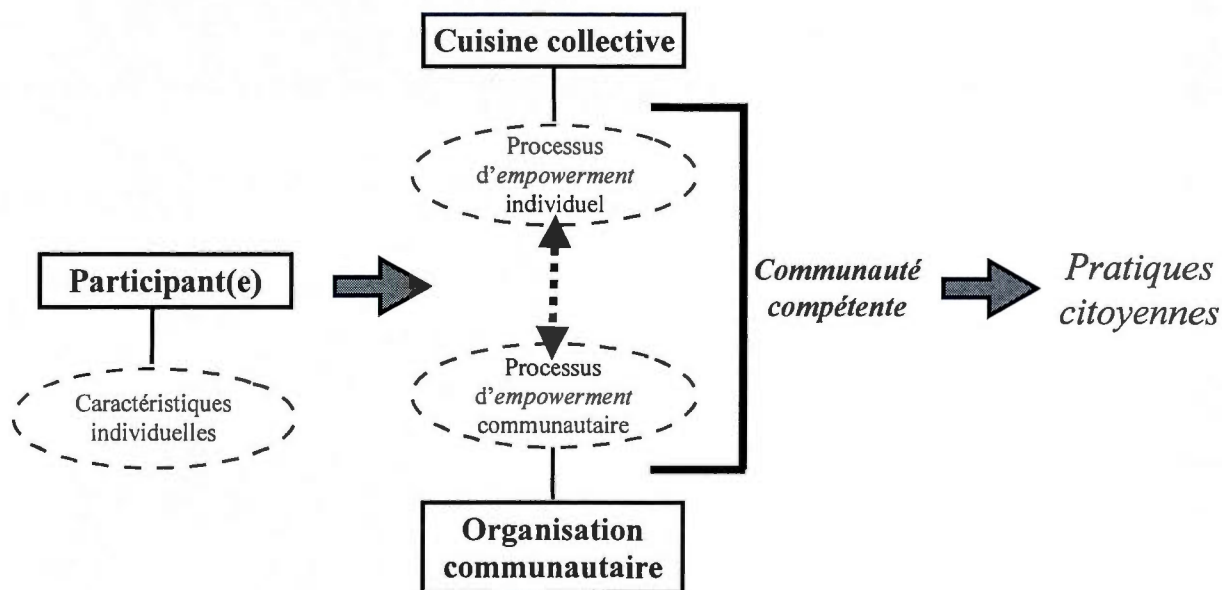 Cuisine collective
Processus
d'empowerment
individuel
Participant(e)
Caractéristiques
individuelles
Processus
d'empowerment
communautaire
Organisation
communautaire
Communauté
compétente
Pratiques
citoyennes